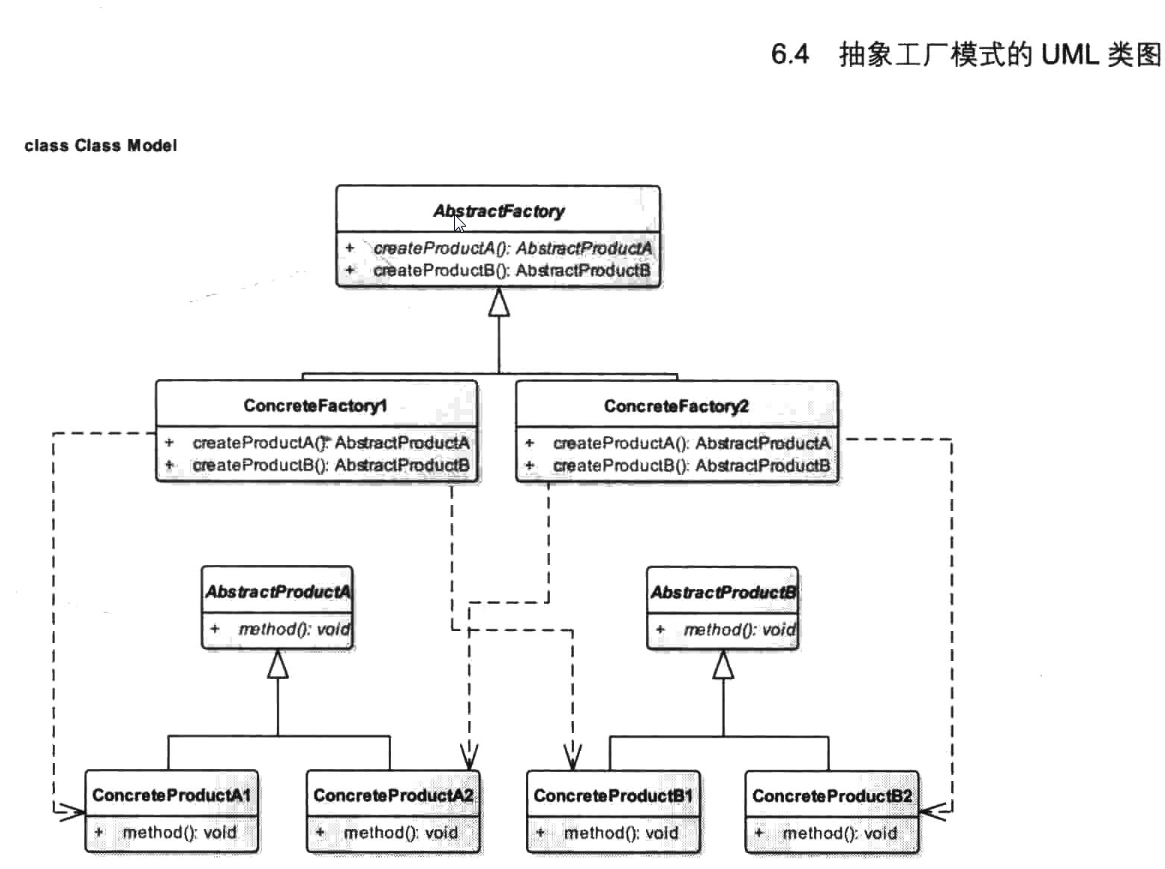 6.4 抽象工厂模式的 UML 类图
class Class Model
AbstractFactory
+ createProductA(): AbstractProductA
+ createProductB(): AbstractProductB
ConcreteFactory1
+ createProductA(): AbstractProductA
+ createProductB(): AbstractProductB
ConcreteFactory2
+ createProductA(): AbstractProductA
+ createProductB(): AbstractProductB
AbstractProductA
+ method(): void
AbstractProductB
+ method(): void
ConcreteProductA1
+ method(): void
ConcreteProductA2
+ method(): void
ConcreteProductB1
+ method(): void
ConcreteProductB2
+ method(): void